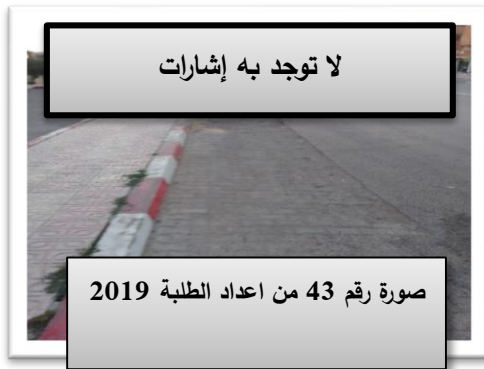 لا توجد به إشارات
صورة رقم 43 من اعداد الطلبة 2019